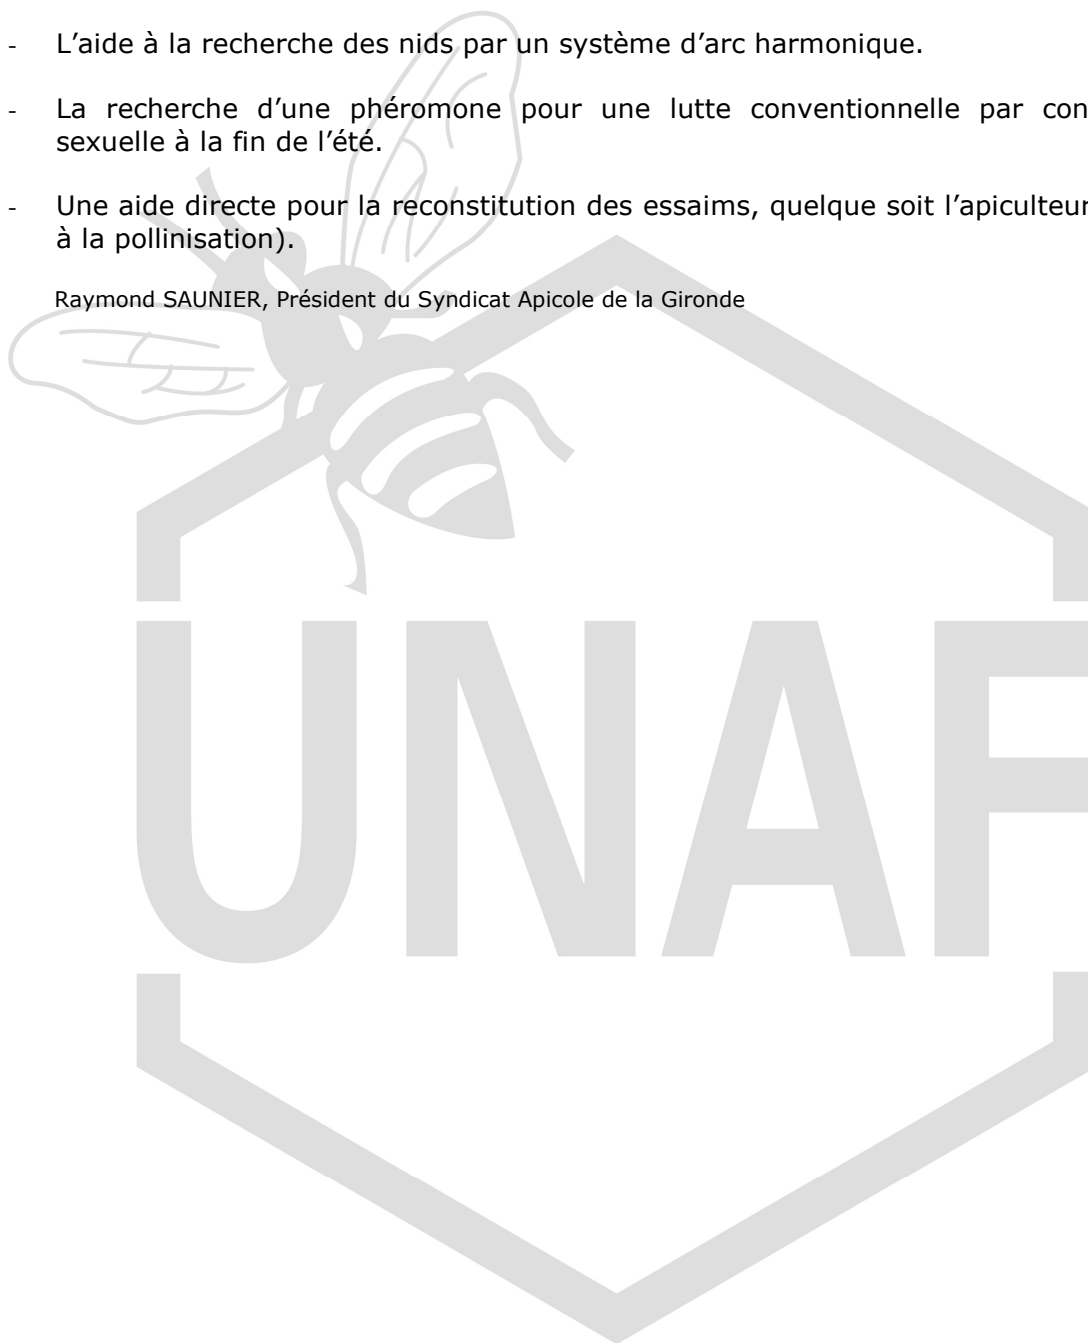 - L’aide à la recherche des nids par un système d’arc harmonique.
- La recherche d’une phéromone pour une lutte conventionnelle par con
sexuelle à la fin de l’été.
- Une aide directe pour la reconstitution des essaims, quelque soit l’apiculteur
à la pollinisation).
Raymond SAUNIER, Président du Syndicat Apicole de la Gironde
UNAF